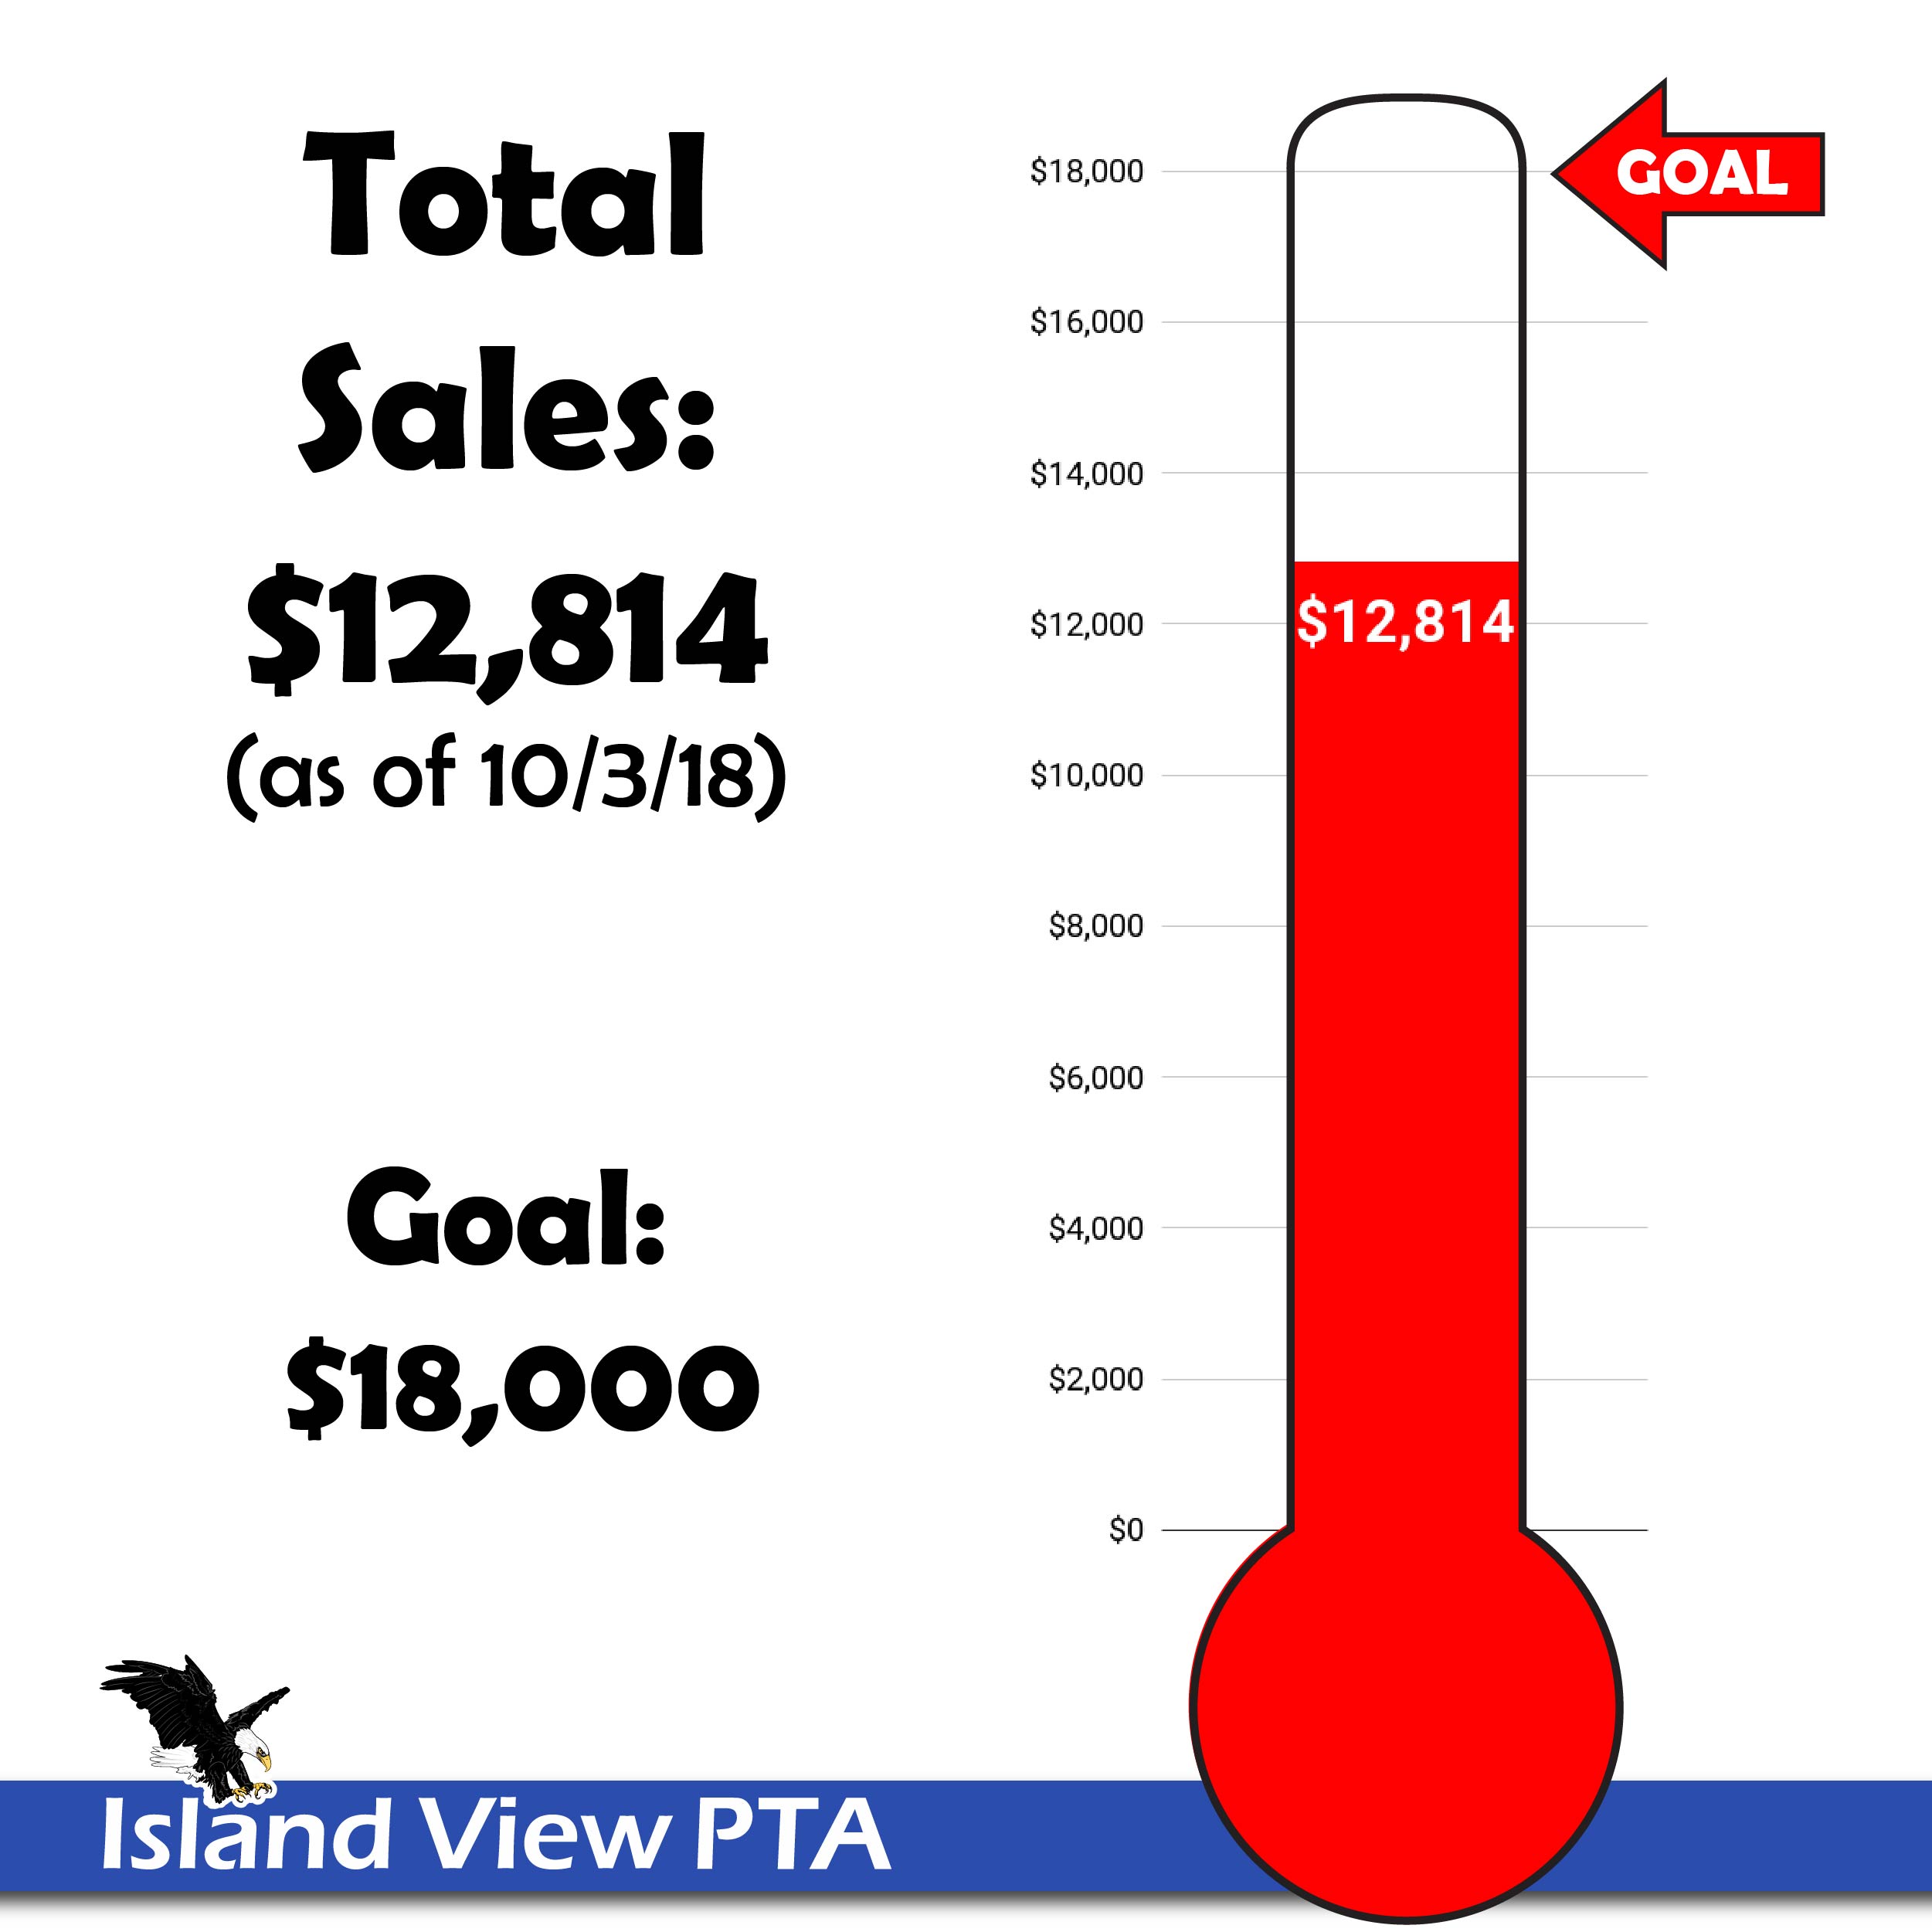 Total
Sales:
$12,814
(as of 10/3/18)
Goal:
$18,000
$18,000
GOAL
$16,000
$14,000
$12,000
$12,814
$10,000
$8,000
$6,000
$4,000
$2,000
$0
Island View PTA